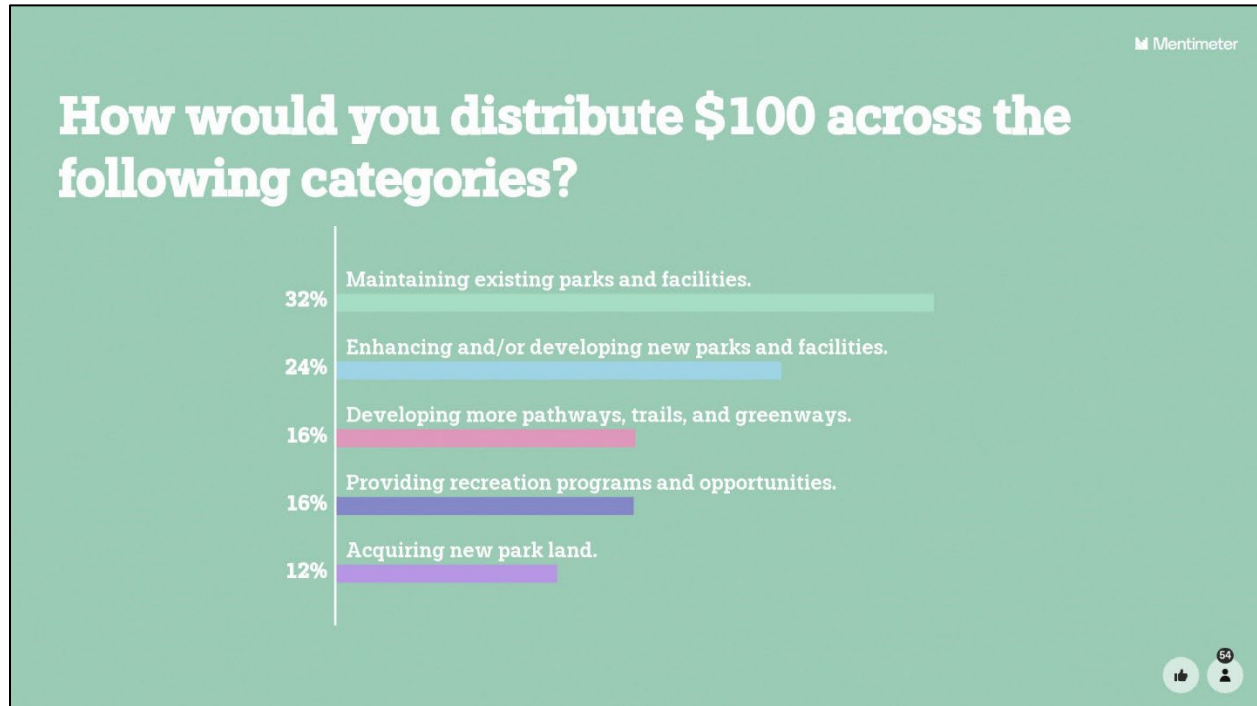 Mentimeter
How would you distribute $100 across the
following categories?
Maintaining existing parks and facilities.
32%
Enhancing and/or developing new parks and facilities.
24%
Developing more pathways, trails, and greenways.
16%
Providing recreation programs and opportunities.
16%
Acquiring new park land.
12%
54